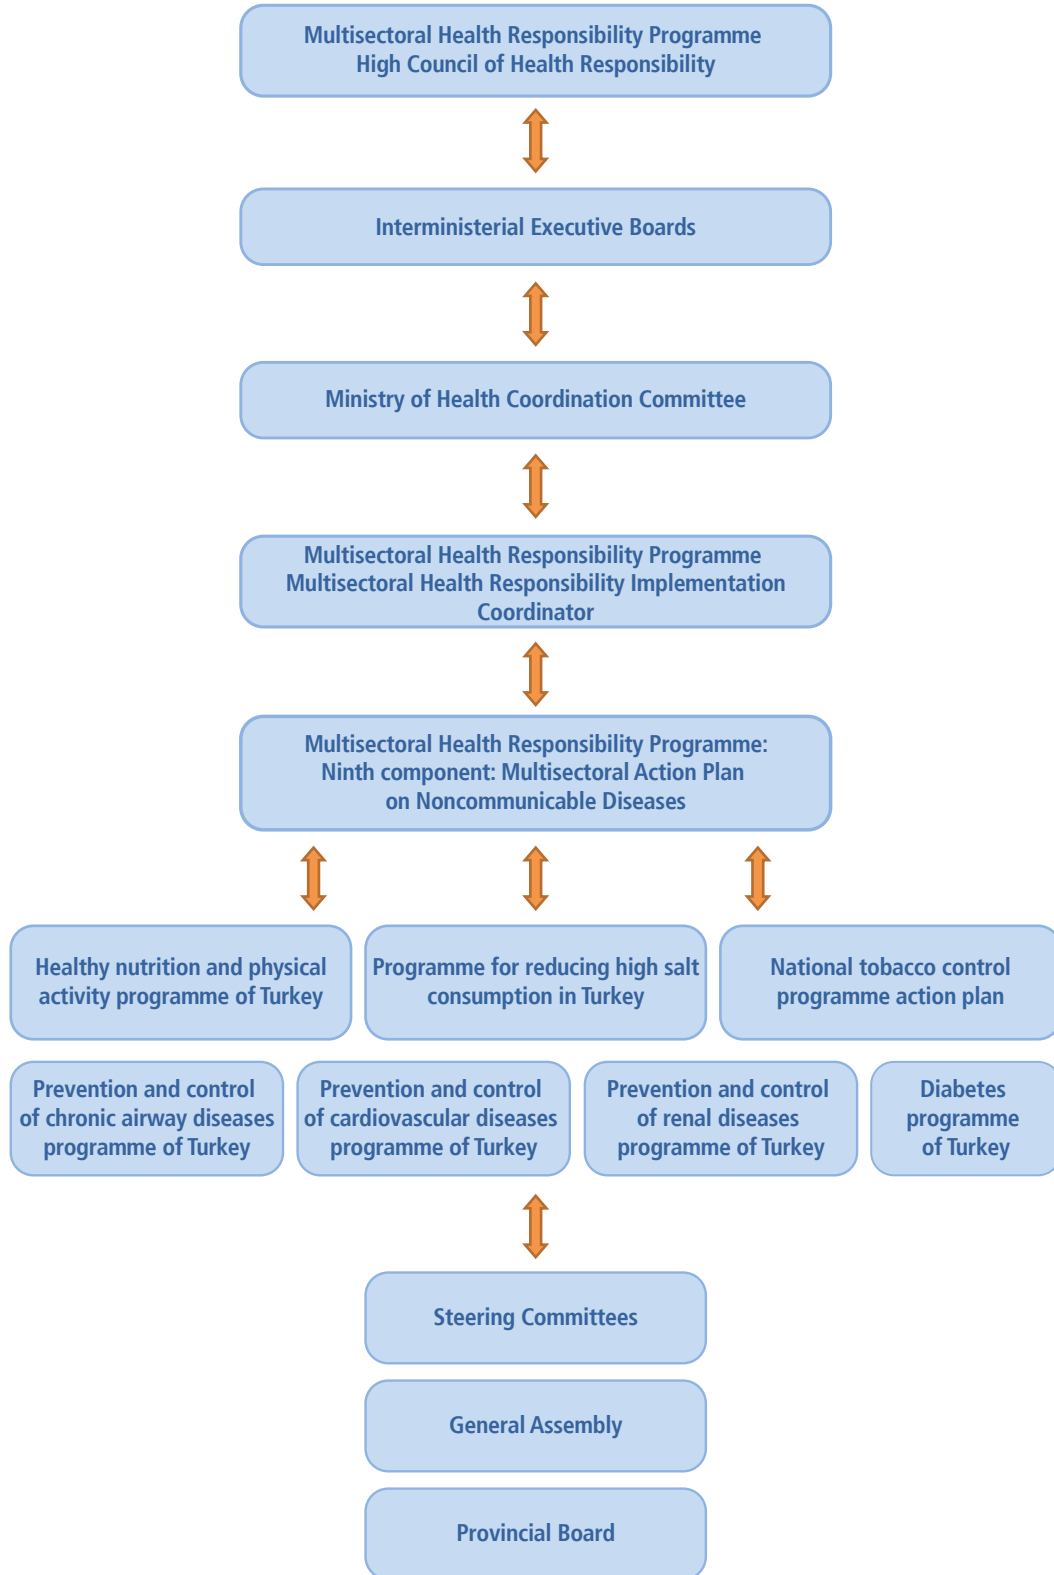 Multisectoral Health Responsibility Programme
High Council of Health Responsibility
Interministerial Executive Boards
Ministry of Health Coordination Committee
Multisectoral Health Responsibility Programme
Multisectoral Health Responsibility Implementation
Coordinator
Multisectoral Health Responsibility Programme:
Ninth component: Multisectoral Action Plan
on Noncommunicable Diseases
Healthy nutrition and physical
activity programme of Turkey
Programme for reducing high salt
consumption in Turkey
National tobacco control
programme action plan
Prevention and control
of chronic airway diseases
programme of Turkey
Prevention and control
of cardiovascular diseases
programme of Turkey
Prevention and control
of renal diseases
programme of Turkey
Diabetes
programme
of Turkey
Steering Committees
General Assembly
Provincial Board